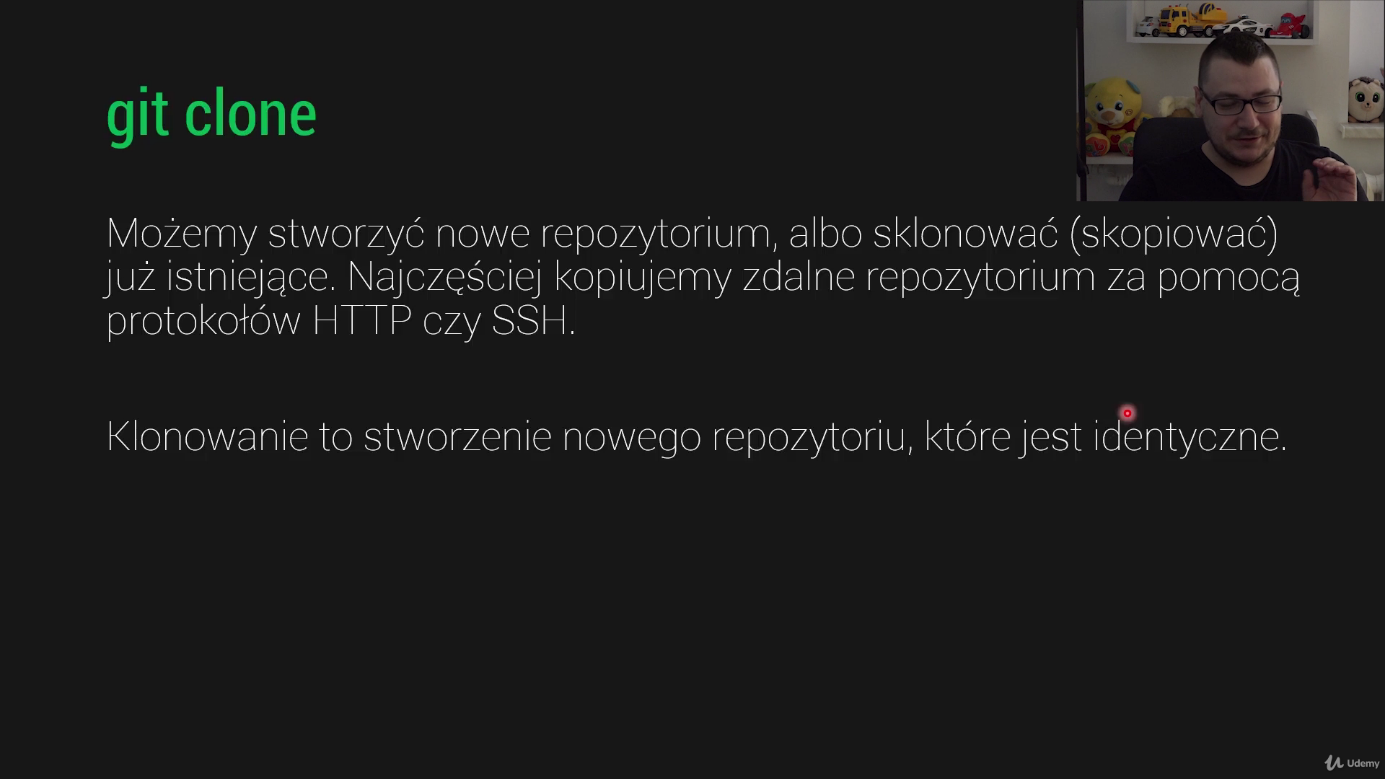 git clone
Możemy stworzyć nowe repozytorium, albo sklonować (skopiować)
już istniejące. Najczęściej kopiujemy zdalne repozytorium za pomocą
protokołów HTTP czy SSH.
Klonowanie to stworzenie nowego repozytoriu, które jest identyczne.
Udemy